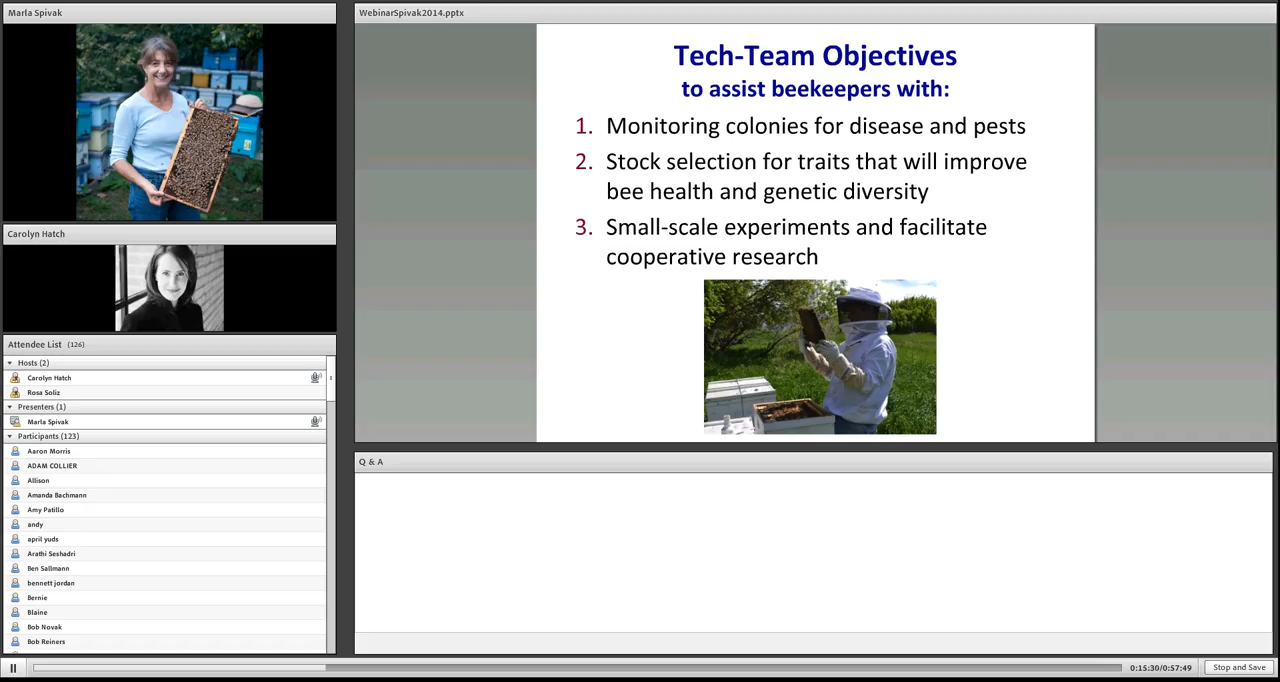 Marla Spivak
Carolyn Hatch
Attendee List (126)
Hosts (2)
Carolyn Hatch
Rosa Soliz
Presenters (1)
Marla Spivak
Participants (123)
Aaron Morris
ADAM COLLIER
Allison
Amanda Bachmann
Amy Patillo
andy
april yuds
Arathi Seshadri
Ben Sallmann
bennett jordan
Bernie
Blaine
Bob Novak
Bob Reiners
WebinarSpivak2014.pptx
Tech-Team Objectives
to assist beekeepers with:
1. Monitoring colonies for disease and pests
2. Stock selection for traits that will improve
bee health and genetic diversity
3. Small-scale experiments and facilitate
cooperative research
Q & A
0:15:30/0:57:49
Stop and Save